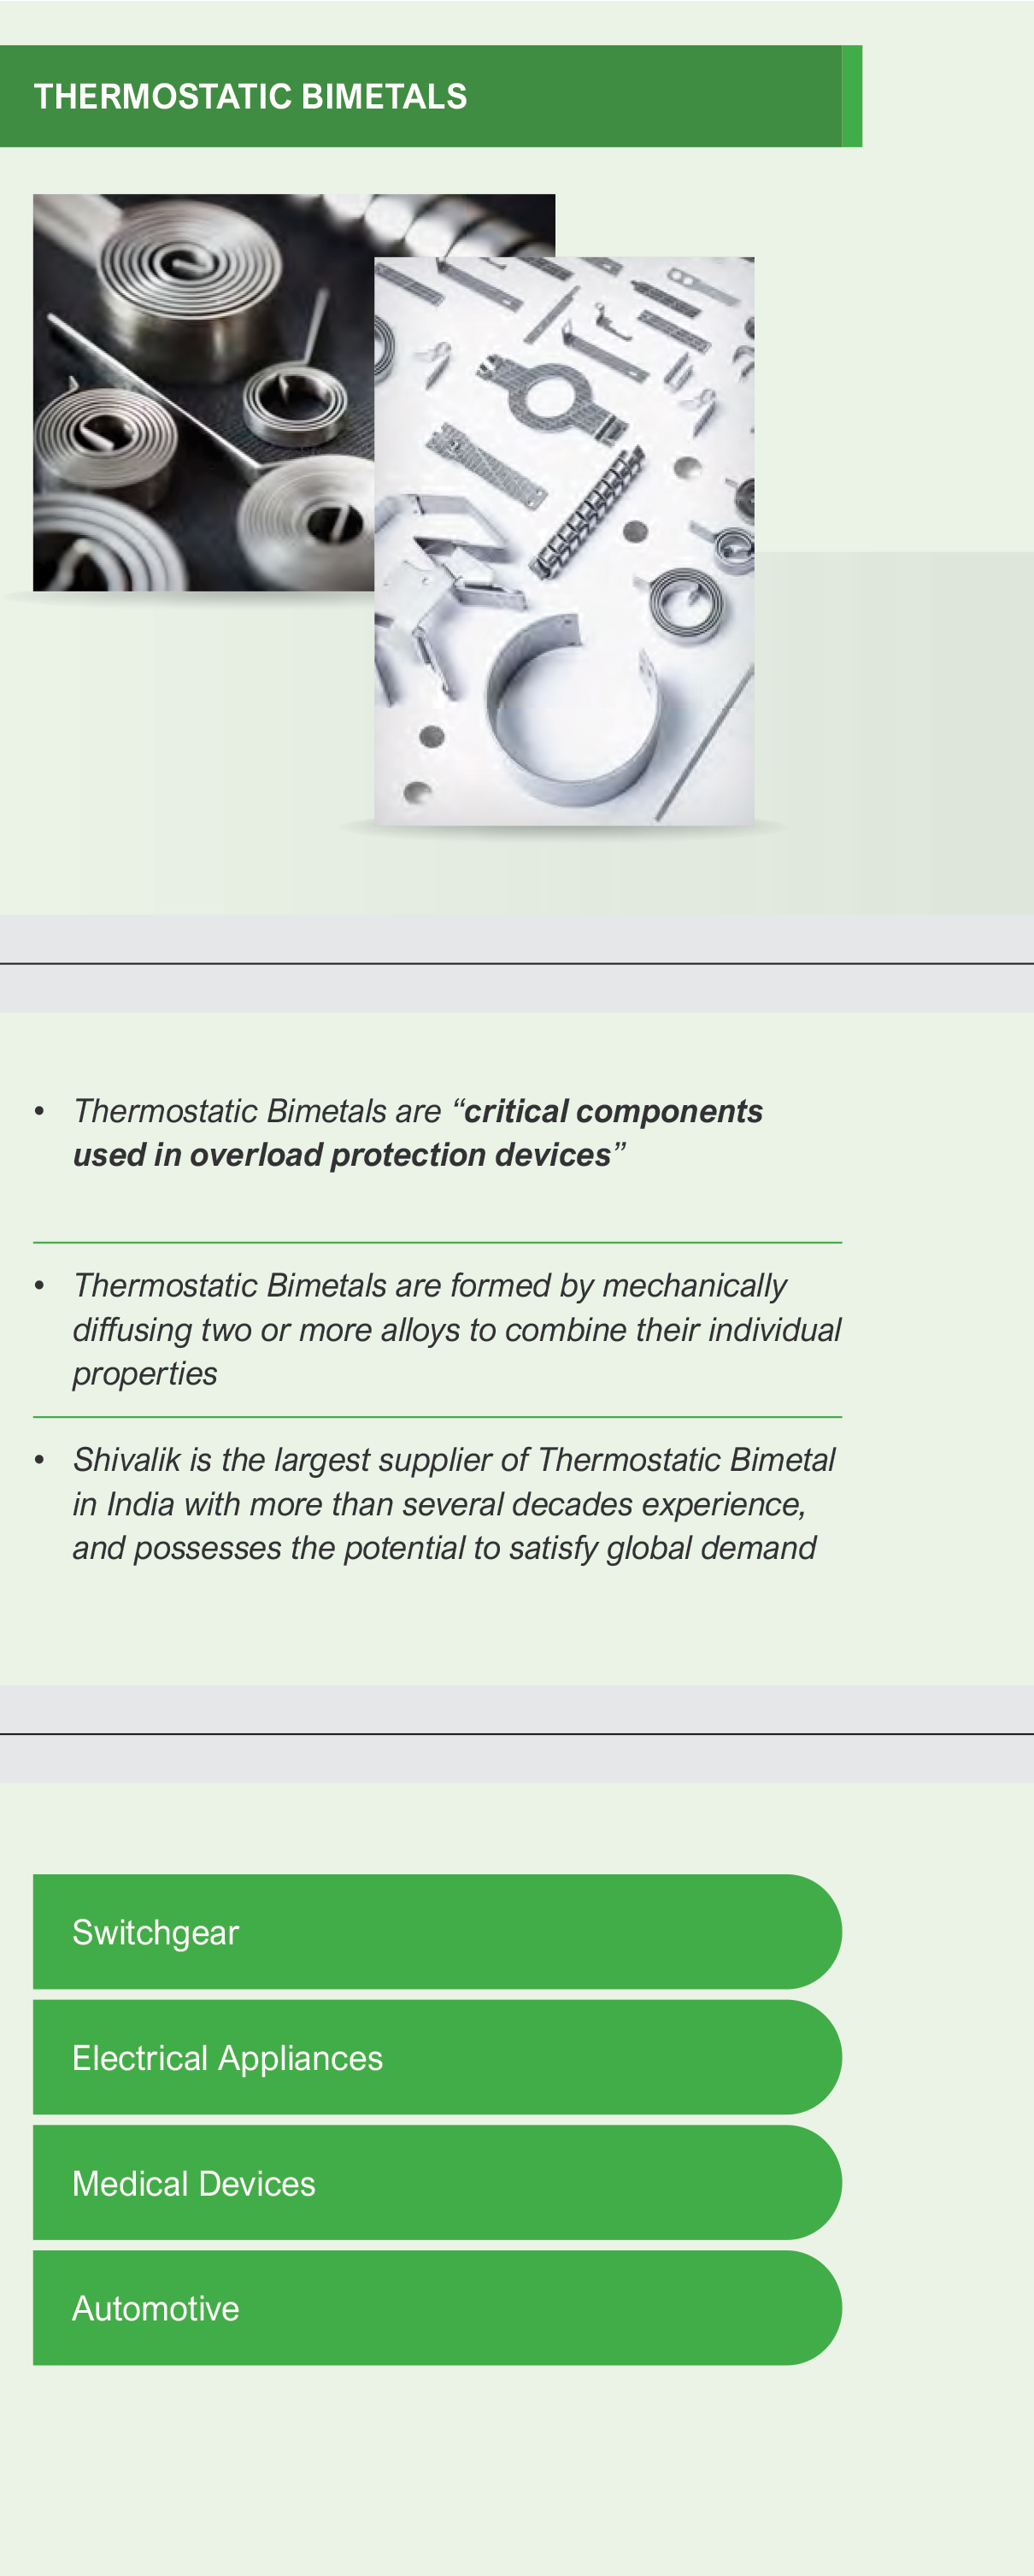 THERMOSTATIC BIMETALS
• Thermostatic Bimetals are “critical components
used in overload protection devices”
• Thermostatic Bimetals are formed by mechanically
diffusing two or more alloys to combine their individual
properties
• Shivalik is the largest supplier of Thermostatic Bimetal
in India with more than several decades experience,
and possesses the potential to satisfy global demand
Switchgear
Electrical Appliances
Medical Devices
Automotive